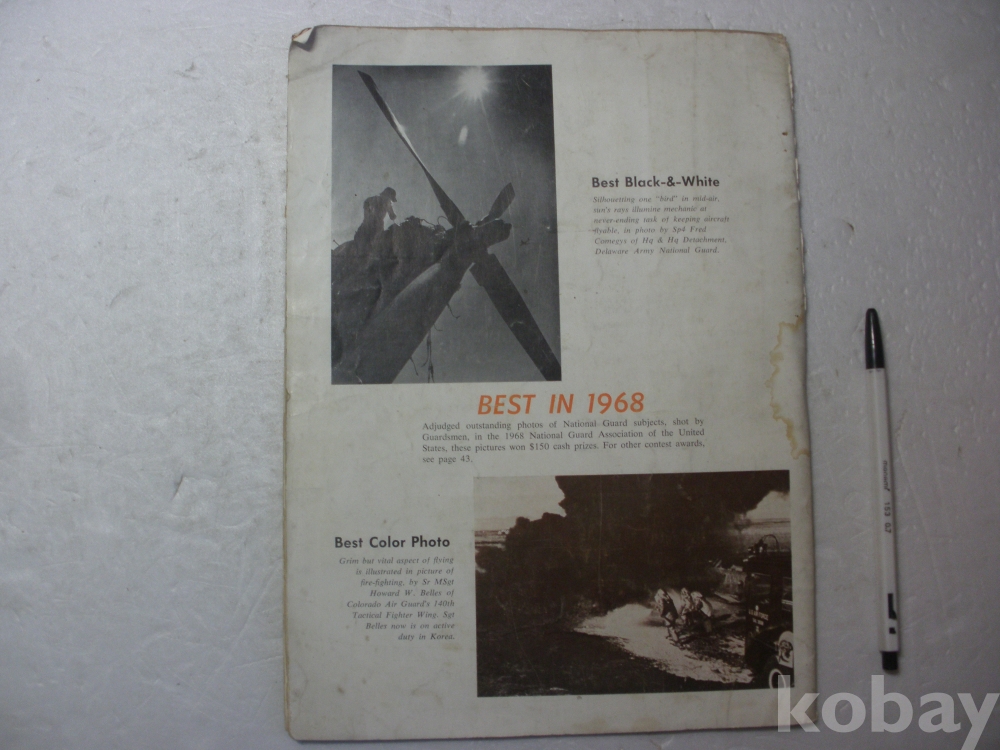 Best Black-&-White
Silhouetting one "bird" in mid-air,
sun's rays illumine mechanic at
never-ending task of keeping aircraft
flyable, in photo by Sp4 Fred
Comegys of Hq & Hq Detachment,
Delaware Army National Guard.
BEST IN 1968
Adjudged outstanding photos of National Guard subjects, shot by
Guardsmen, in the 1968 National Guard Association of the United
States, these pictures won $150 cash prizes. For other contest awards,
see page 43.
Best Color Photo
Grim but vital aspect of flying
is illustrated in picture of
fire-fighting, by Sr MSgt
Howard W. Belles of
Colorado Air Guard's 140th
Tactical Fighter Wing. Sgt
Belles now is on active
duty in Korea.
153
kobay